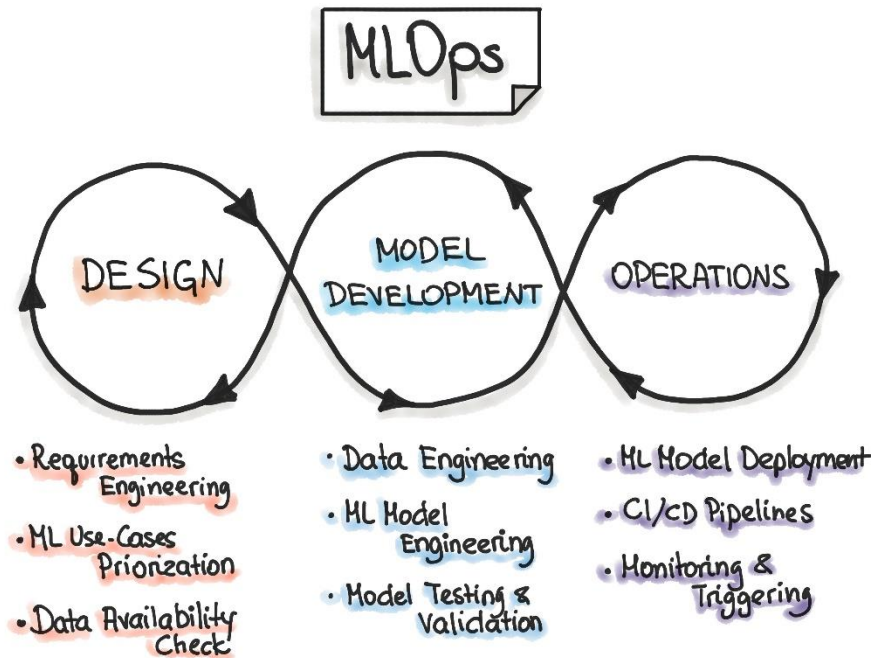 MLOps
DESIGN
MODEL
DEVELOPMENT
OPERATIONS
• Requirements
Engineering
• ML Use-Cases
Priorization
• Data Availability
Check
• Data Engineering
• ML Model
Engineering
• Model Testing &
Validation
• ML Model Deployment
• CI/CD Pipelines
• Monitoring &
Triggering